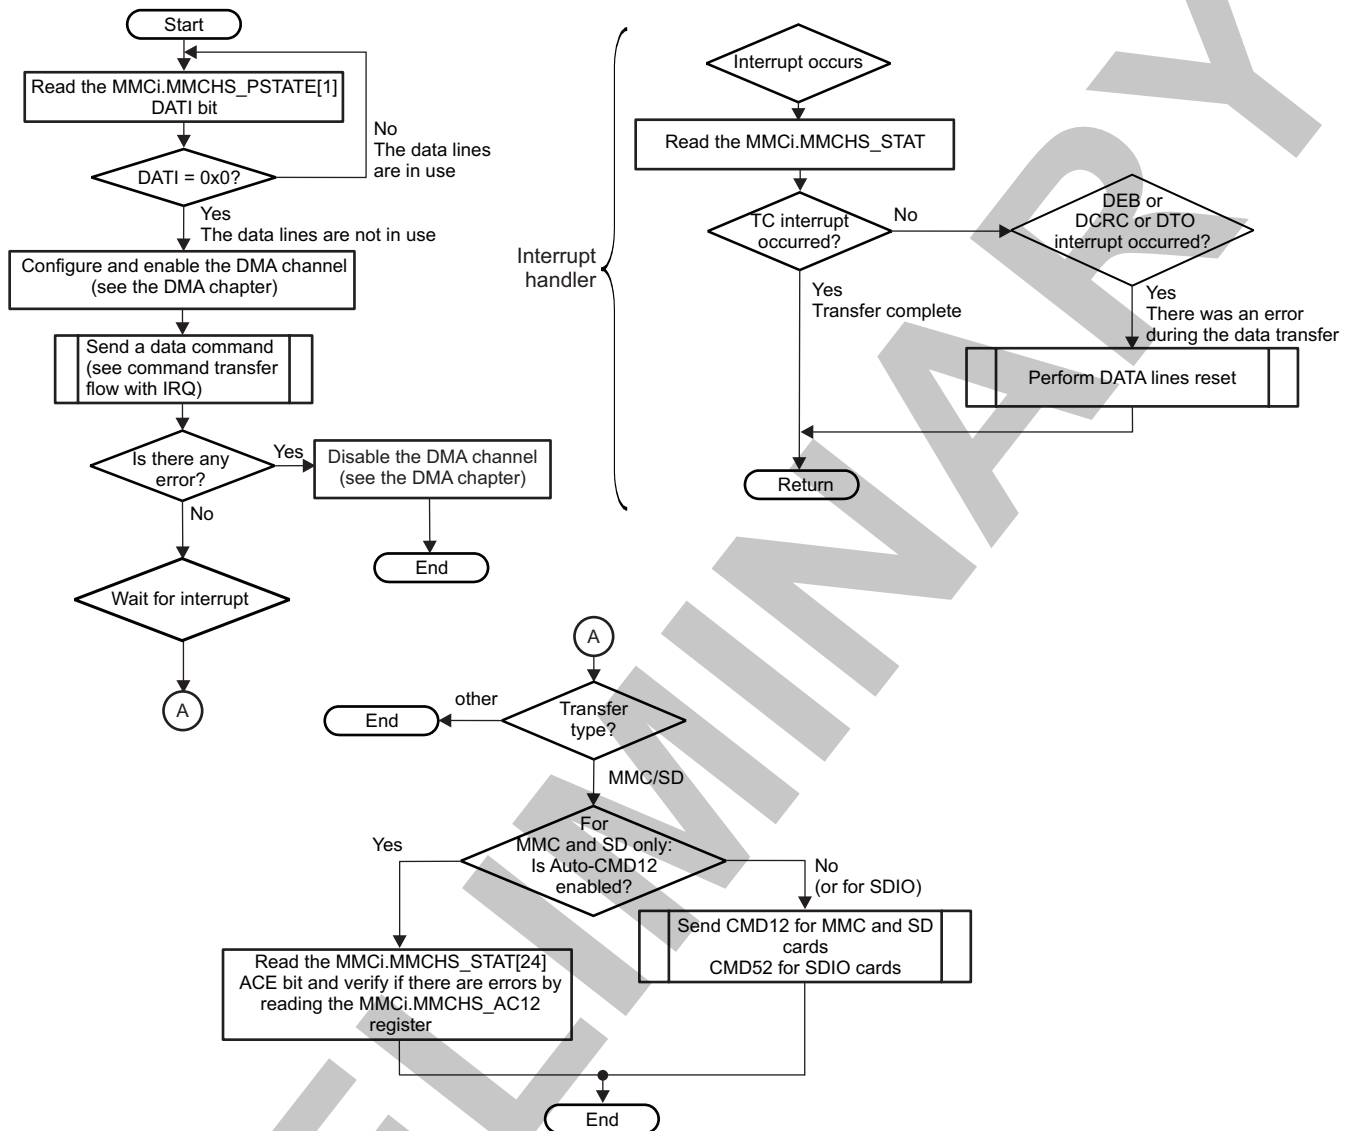 Start
Read the MMCi.MMCHS_PSTATE[1]
DATI bit
No
The data lines
are in use
DATI = 0x0?
Yes
The data lines are not in use
Configure and enable the DMA channel
(see the DMA chapter)
Send a data command
(see command transfer
flow with IRQ)
Is there any
error?
Yes
Disable the DMA channel
(see the DMA chapter)
No
End
Wait for interrupt
A
Interrupt
handler
Interrupt occurs
Read the MMCi.MMCHS_STAT
TC interrupt
occurred?
No
DEB or
DCRC or DTO
interrupt occurred?
Yes
Transfer complete
Yes
There was an error
during the data transfer
Perform DATA lines reset
Return
A
Transfer
type?
other
End
MMC/SD
For
MMC and SD only:
Is Auto-CMD12
enabled?
Yes
No
(or for SDIO)
Send CMD12 for MMC and SD
cards
CMD52 for SDIO cards
Read the MMCi.MMCHS_STAT[24]
ACE bit and verify if there are errors by
reading the MMCi.MMCHS_AC12
register
End
ELIMINARY